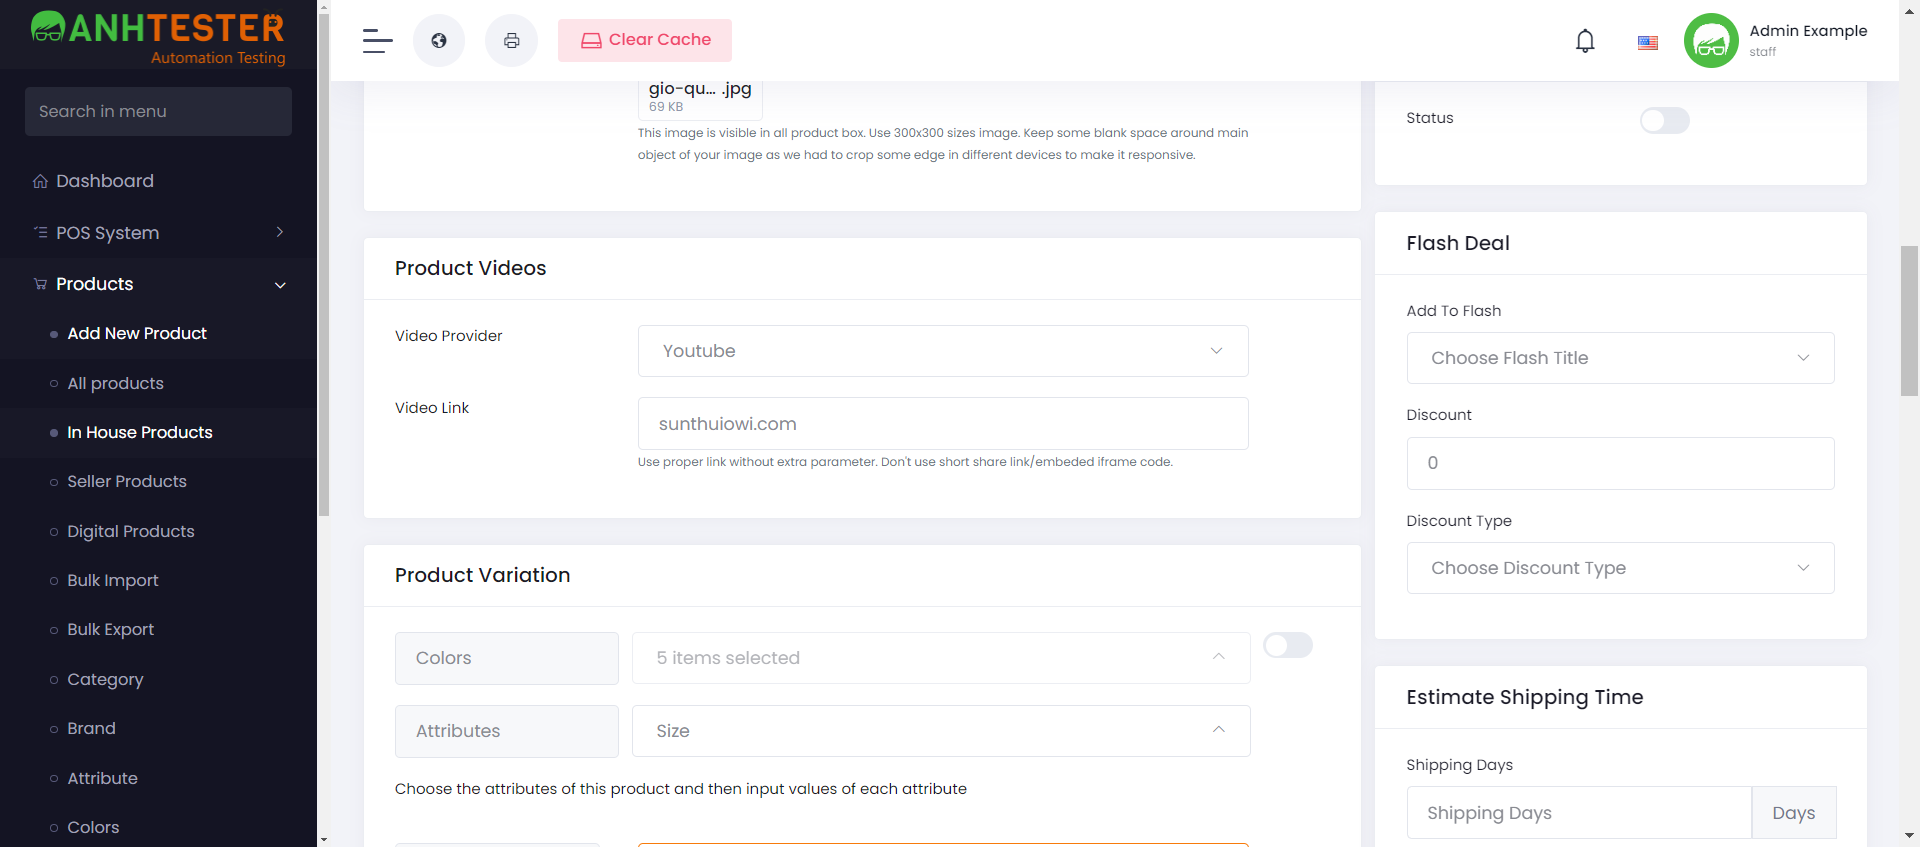 ANHTESTER
Automation Testing
Search in menu
Dashboard
POS System
Products
Add New Product
All products
In House Products
Seller Products
Digital Products
Bulk Import
Bulk Export
Category
Brand
Attribute
Colors
Clear Cache
Admin Example
staff
gio-qu... .jpg
69 KB
This image is visible in all product box. Use 300x300 sizes image. Keep some blank space around main
object of your image as we had to crop some edge in different devices to make it responsive.
Product Videos
Video Provider
Youtube
Video Link
sunthuiowi.com
Use proper link without extra parameter. Don't use short share link/embeded iframe code.
Product Variation
Colors
5 items selected
Attributes
Size
Choose the attributes of this product and then input values of each attribute
Status
Flash Deal
Add To Flash
Choose Flash Title
Discount
0
Discount Type
Choose Discount Type
Estimate Shipping Time
Shipping Days
Shipping Days
Days